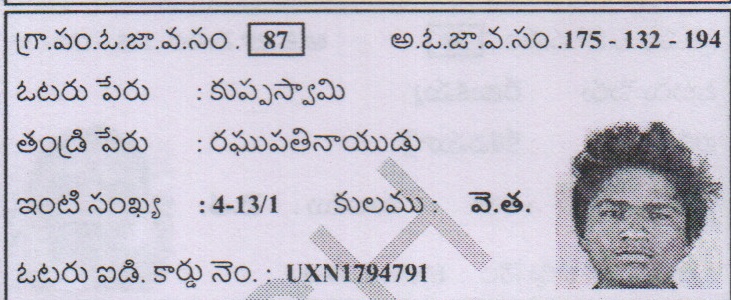 గ్రా.పం.ఓ.జా.వ.సం. 87 అ.ఓ.జా.వ.సం.175 - 132 - 194
ఓటరు పేరు : కుప్పస్వామి
తండ్రి పేరు : రఘుపతినాయుడు
ఇంటి సంఖ్య : 4-13/1 కులము : వె.త.
ఓటరు ఐడి. కార్డు నెం. : UXN1794791